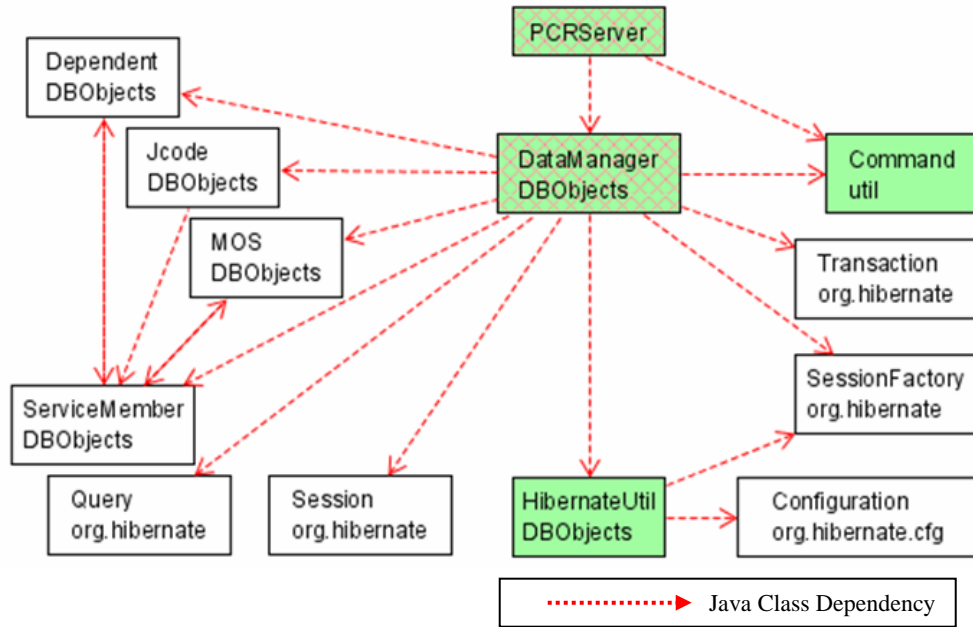 PCRServer
Dependent
DBObjects
Jcode
DBObjects
DataManager
DBObjects
Command
util
MOS
DBObjects
Transaction
org.hibernate
ServiceMember
DBObjects
SessionFactory
org.hibernate
Query
org.hibernate
Session
org.hibernate
HibernateUtil
DBObjects
Configuration
org.hibernate.cfg
Java Class Dependency